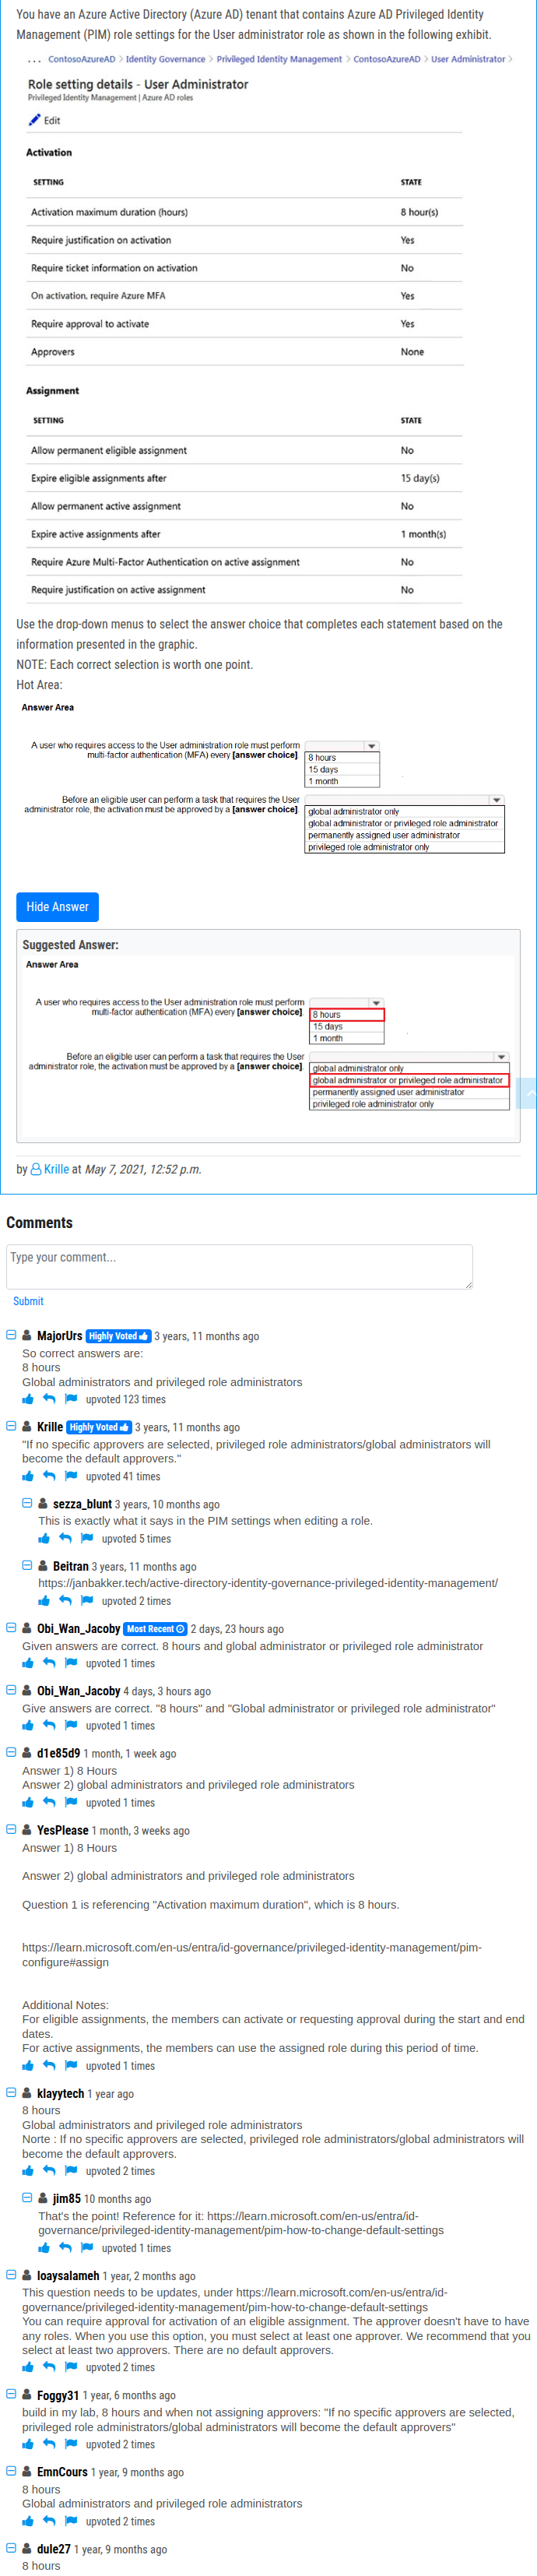 You have an Azure Active Directory (Azure AD) tenant that contains Azure AD Privileged Identity
Management (PIM) role settings for the User administrator role as shown in the following exhibit.
... ContosoAzureAD > Identity Governance > Privileged Identity Management > ContosoAzureAD > User Administrator >
Role setting details - User Administrator
Privileged Identity Management | Azure AD roles
Edit
Activation
SETTING STATE
Activation maximum duration (hours) 8 hour(s)
Require justification on activation Yes
Require ticket information on activation No
On activation, require Azure MFA Yes
Require approval to activate Yes
Approvers None
Assignment
SETTING STATE
Allow permanent eligible assignment No
Expire eligible assignments after 15 day(s)
Allow permanent active assignment No
Expire active assignments after 1 month(s)
Require Azure Multi-Factor Authentication on active assignment No
Require justification on active assignment No
Use the drop-down menus to select the answer choice that completes each statement based on the
information presented in the graphic.
NOTE: Each correct selection is worth one point.
Hot Area:
Answer Area
A user who requires access to the User administration role must perform
multi-factor authentication (MFA) every [answer choice]
8 hours
15 days
1 month
Before an eligible user can perform a task that requires the User
administrator role, the activation must be approved by a [answer choice]
global administrator only
global administrator or privileged role administrator
permanently assigned user administrator
privileged role administrator only
Hide Answer
Suggested Answer:
Answer Area
A user who requires access to the User administration role must perform
multi-factor authentication (MFA) every [answer choice].
8 hours
15 days
1 month
Before an eligible user can perform a task that requires the User
administrator role, the activation must be approved by a [answer choice].
global administrator only
global administrator or privileged role administrator
permanently assigned user administrator
privileged role administrator only
by Krille at May 7, 2021, 12:52 p.m.
Comments
Type your comment...
Submit
MajorUrs Highly Voted 3 years, 11 months ago
So correct answers are:
8 hours
Global administrators and privileged role administrators
upvoted 123 times
Krille Highly Voted 3 years, 11 months ago
"If no specific approvers are selected, privileged role administrators/global administrators will
become the default approvers."
upvoted 41 times
sezza_blunt 3 years, 10 months ago
This is exactly what it says in the PIM settings when editing a role.
upvoted 5 times
Beitran 3 years, 11 months ago
https://janbakker.tech/active-directory-identity-governance-privileged-identity-management/
upvoted 2 times
Obi_Wan_Jacoby Most Recent 2 days, 23 hours ago
Given answers are correct. 8 hours and global administrator or privileged role administrator
upvoted 1 times
Obi_Wan_Jacoby 4 days, 3 hours ago
Give answers are correct. "8 hours" and "Global administrator or privileged role administrator"
upvoted 1 times
d1e85d9 1 month, 1 week ago
Answer 1) 8 Hours
Answer 2) global administrators and privileged role administrators
upvoted 1 times
YesPlease 1 month, 3 weeks ago
Answer 1) 8 Hours
Answer 2) global administrators and privileged role administrators
Question 1 is referencing "Activation maximum duration", which is 8 hours.
https://learn.microsoft.com/en-us/entra/id-governance/privileged-identity-management/pim-
configure#assign
Additional Notes:
For eligible assignments, the members can activate or requesting approval during the start and end
dates.
For active assignments, the members can use the assigned role during this period of time.
upvoted 1 times
klayytech 1 year ago
8 hours
Global administrators and privileged role administrators
Norte : If no specific approvers are selected, privileged role administrators/global administrators will
become the default approvers.
upvoted 2 times
jim85 10 months ago
That's the point! Reference for it: https://learn.microsoft.com/en-us/entra/id-
governance/privileged-identity-management/pim-how-to-change-default-settings
upvoted 1 times
loaysalameh 1 year, 2 months ago
This question needs to be updates, under https://learn.microsoft.com/en-us/entra/id-
governance/privileged-identity-management/pim-how-to-change-default-settings
You can require approval for activation of an eligible assignment. The approver doesn't have to have
any roles. When you use this option, you must select at least one approver. We recommend that you
select at least two approvers. There are no default approvers.
upvoted 2 times
Foggy31 1 year, 6 months ago
build in my lab, 8 hours and when not assigning approvers: "If no specific approvers are selected,
privileged role administrators/global administrators will become the default approvers"
upvoted 2 times
EmnCours 1 year, 9 months ago
8 hours
Global administrators and privileged role administrators
upvoted 2 times
dule27 1 year, 9 months ago
8 hours